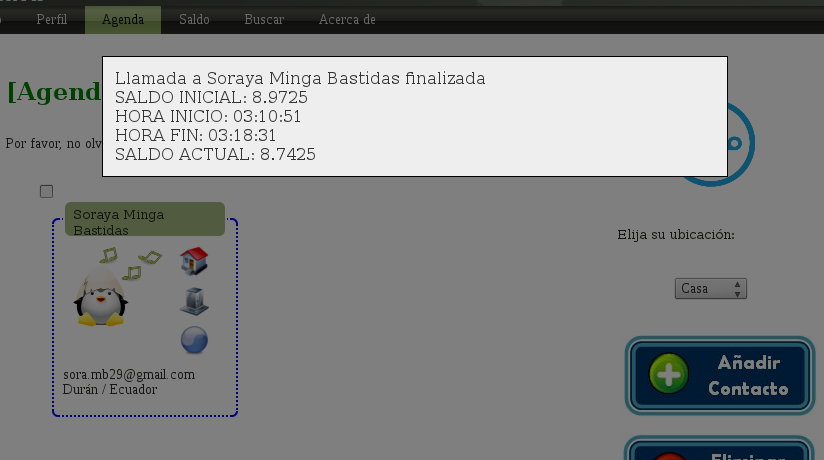 Perfil Agenda Saldo Buscar Acerca de
Llamada a Soraya Minga Bastidas finalizada
SALDO INICIAL: 8.9725
HORA INICIO: 03:10:51
HORA FIN: 03:18:31
SALDO ACTUAL: 8.7425
[Agend
Por favor, no olv
Soraya Minga
Bastidas
sora.mb29@gmail.com
Durán / Ecuador
Elija su ubicación:
Casa
Añadir
Contacto
Eliminar